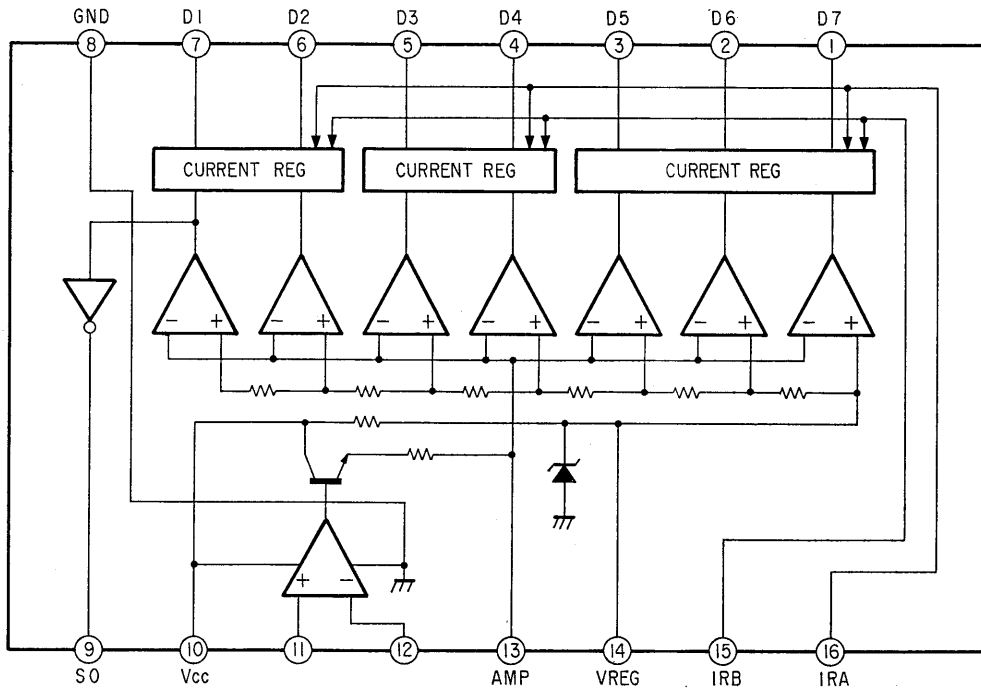 GND D1 D2 D3 D4 D5 D6 D7
8 7 6 5 4 3 2 1
CURRENT REG CURRENT REG CURRENT REG
- + - + - + - + - + - + - +
+ -
9 10 11 12 13 14 15 16
SO Vcc AMP VREG IRB IRA